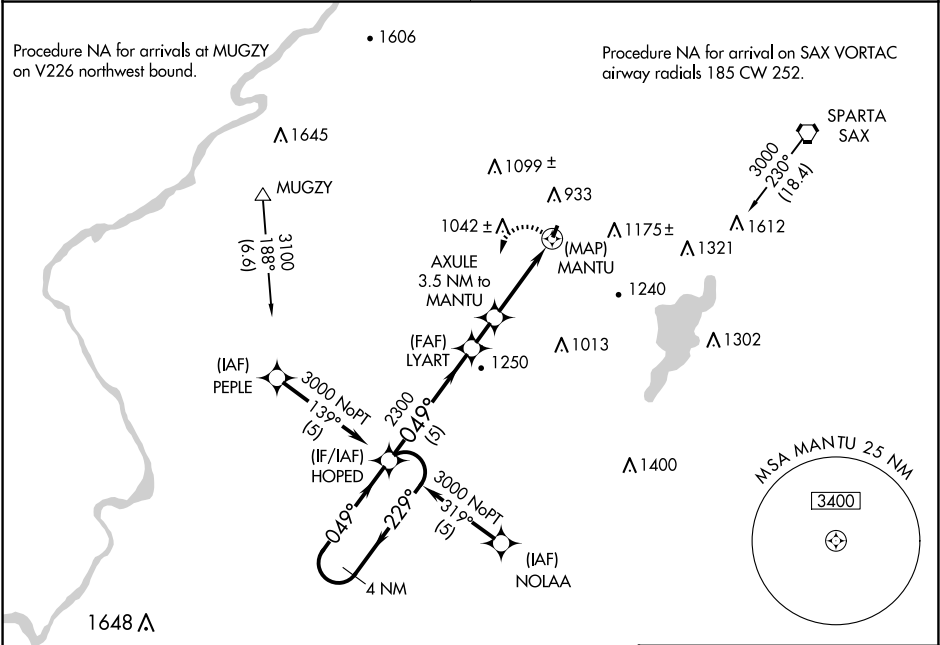 Procedure NA for arrivals at MUGZY
on V226 northwest bound.
1606
Procedure NA for arrival on SAX VORTAC
airway radials 185 CW 252.
SPARTA
SAX
1645
3000
230°
(18.4)
1099 ±
933
MUGZY
1042 ±
1175±
1612
1321
3100
188°
(6.6)
(MAP)
MANTU
AXULE
3.5 NM to
MANTU
1240
(FAF)
LYART
1013
1302
1250
(IAF)
PEPLE
3000 NoPT
139°
(5)
2300
049°
(5)
(IF/IAF)
HOPED
1400
MSA MANTU 25 NM
3400
3000 NoPT
319°
(5)
049°
229°
(IAF)
NOLAA
4 NM
1648